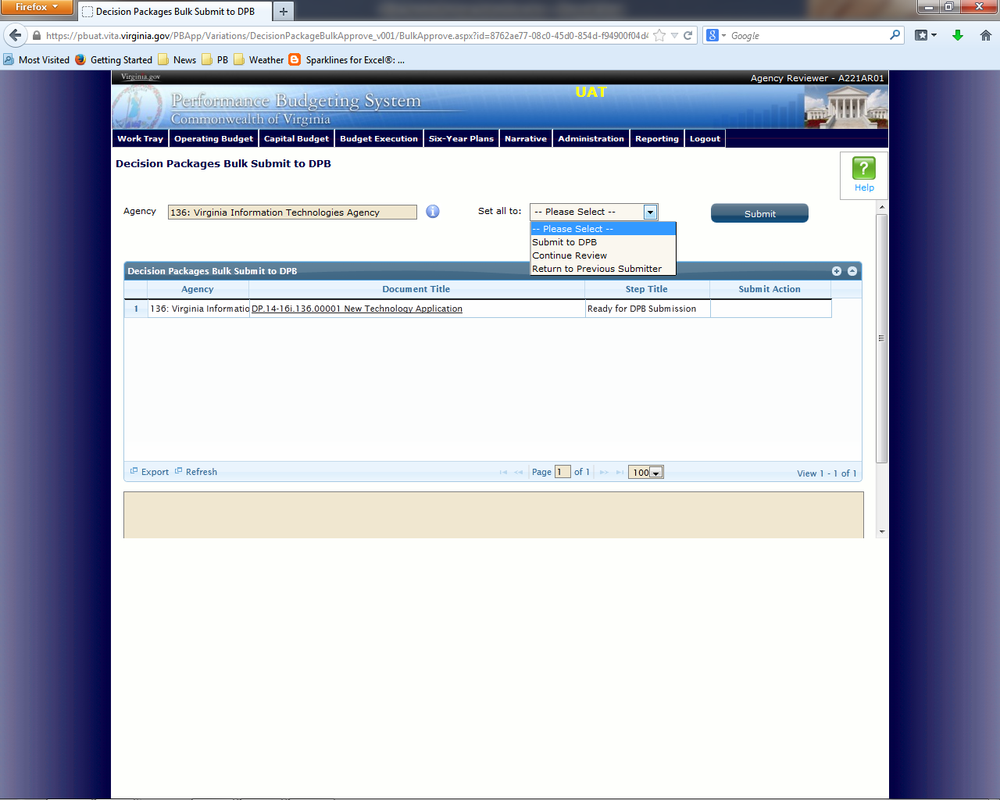 Firefox
Decision Packages Bulk Submit to DPB
https://pbuat.vita.virginia.gov/PBApp/Variations/DecisionPackageBulkApprove_v001/BulkApprove.aspx?id=8762ae77-08c0-45d0-854d-f94900f04d
Google
Most Visited Getting Started News PB Weather Sparklines for Excel®: ...
Virginia.gov Agency Reviewer - A221AR01
UAT
Performance Budgeting System
Commonwealth of Virginia
Work Tray Operating Budget Capital Budget Budget Execution Six-Year Plans Narrative Administration Reporting Logout
Decision Packages Bulk Submit to DPB
Help
Agency 136: Virginia Information Technologies Agency Set all to: -- Please Select -- Submit
-- Please Select --
Submit to DPB
Continue Review
Return to Previous Submitter
Decision Packages Bulk Submit to DPB
Agency Document Title Step Title Submit Action
1 136: Virginia Informatio DP.14-16i.136.00001 New Technology Application Ready for DPB Submission
Export Refresh Page 1 of 1 100 View 1 - 1 of 1